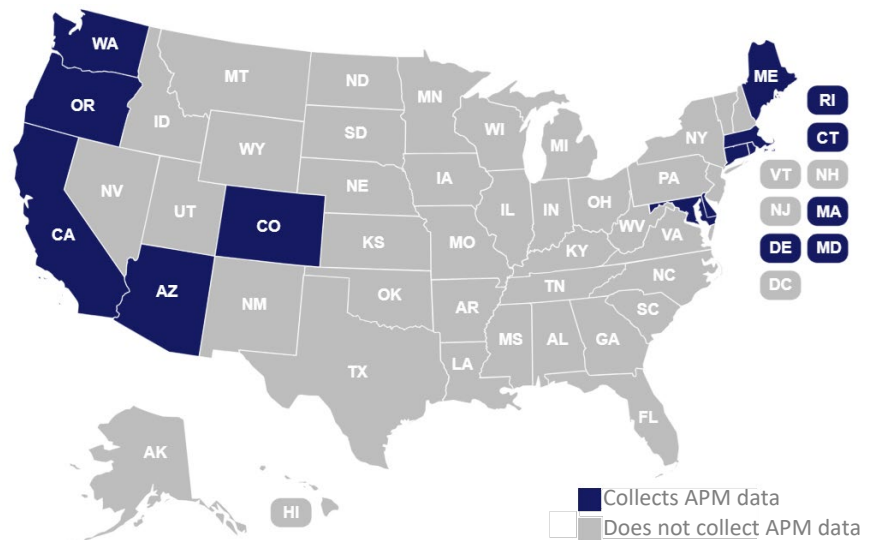 WA
ME
MT
ND
MN
OR
RI
ID
SD
WI
NY
CT
WY
MI
VT
NH
NV
NE
IA
PA
UT
IL
IN
OH
NJ
MA
CA
CO
KS
MO
WV
VA
DE
MD
KY
AZ
NM
OK
AR
TN
NC
DC
SC
TX
LA
MS
AL
GA
FL
AK
HI
Collects APM data
Does not collect APM data